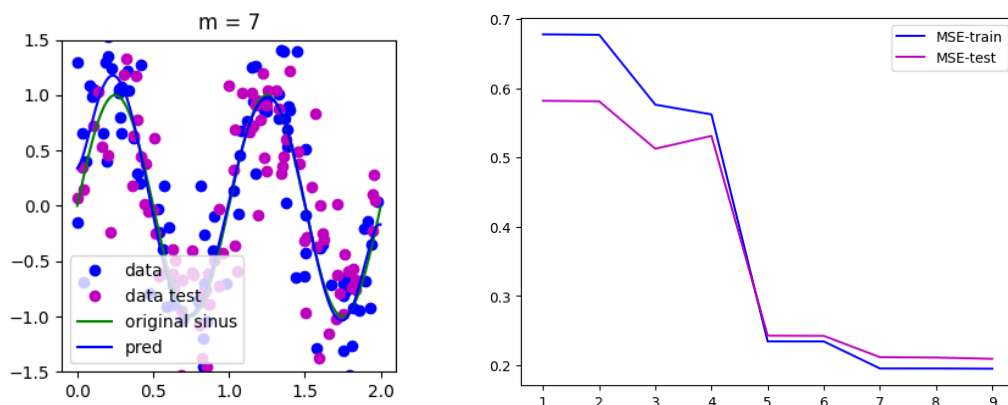 m = 7
1.5
1.0
0.5
0.0
-0.5
-1.0
-1.5
data
data test
original sinus
pred
0.0 0.5 1.0 1.5 2.0
0.7
0.6
0.5
0.4
0.3
0.2
MSE-train
MSE-test
1 2 3 4 5 6 7 8 9